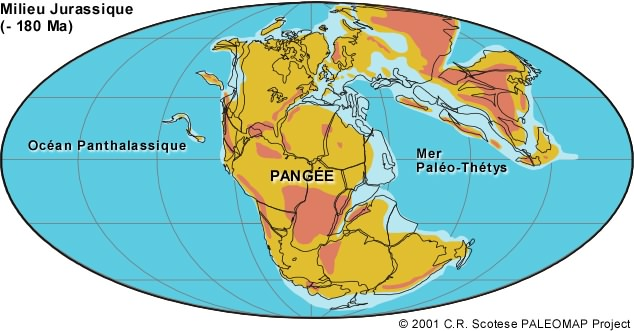 Milieu Jurassique
(- 180 Ma)
Océan Panthalassique
PANGÉE
Mer
Paléo-Thétys
© 2001 C.R. Scotese PALEOMAP Project